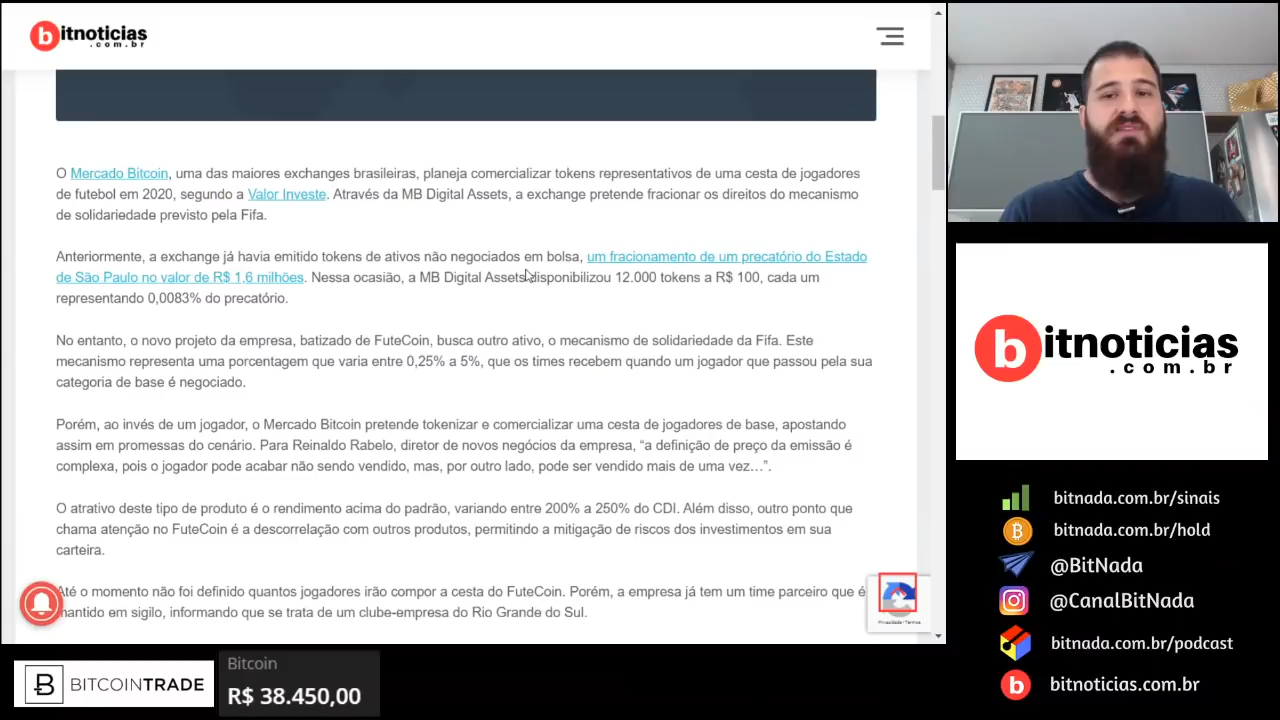 bitnoticias
.com.br
O Mercado Bitcoin, uma das maiores exchanges brasileiras, planeja comercializar tokens representativos de uma cesta de jogadores
de futebol em 2020, segundo a Valor Investe. Através da MB Digital Assets, a exchange pretende fracionar os direitos do mecanismo
de solidariedade previsto pela Fifa.
Anteriormente, a exchange já havia emitido tokens de ativos não negociados em bolsa, um fracionamento de um precatório do Estado
de São Paulo no valor de R$ 1,6 milhões. Nessa ocasião, a MB Digital Assets disponibilizou 12.000 tokens a R$ 100, cada um
representando 0,0083% do precatório.
No entanto, o novo projeto da empresa, batizado de FuteCoin, busca outro ativo, o mecanismo de solidariedade da Fifa. Este
mecanismo representa uma porcentagem que varia entre 0,25% a 5%, que os times recebem quando um jogador que passou pela sua
categoria de base é negociado.
Porém, ao invés de um jogador, o Mercado Bitcoin pretende tokenizar e comercializar uma cesta de jogadores de base, apostando
assim em promessas do cenário. Para Reinaldo Rabelo, diretor de novos negócios da empresa, “a definição de preço da emissão é
complexa, pois o jogador pode acabar não sendo vendido, mas, por outro lado, pode ser vendido mais de uma vez…”.
O atrativo deste tipo de produto é o rendimento acima do padrão, variando entre 200% a 250% do CDI. Além disso, outro ponto que
chama atenção no FuteCoin é a descorrelação com outros produtos, permitindo a mitigação de riscos dos investimentos em sua
carteira.
Até o momento não foi definido quantos jogadores irão compor a cesta do FuteCoin. Porém, a empresa já tem um time parceiro que é
mantido em sigilo, informando que se trata de um clube-empresa do Rio Grande do Sul.
Privacidade • Termos
bitnoticias
.com.br
bitnada.com.br/sinais
bitnada.com.br/hold
@BitNada
@CanalBitNada
bitnada.com.br/podcast
bitnoticias.com.br
BITCOINTRADE
Bitcoin
R$ 38.450,00